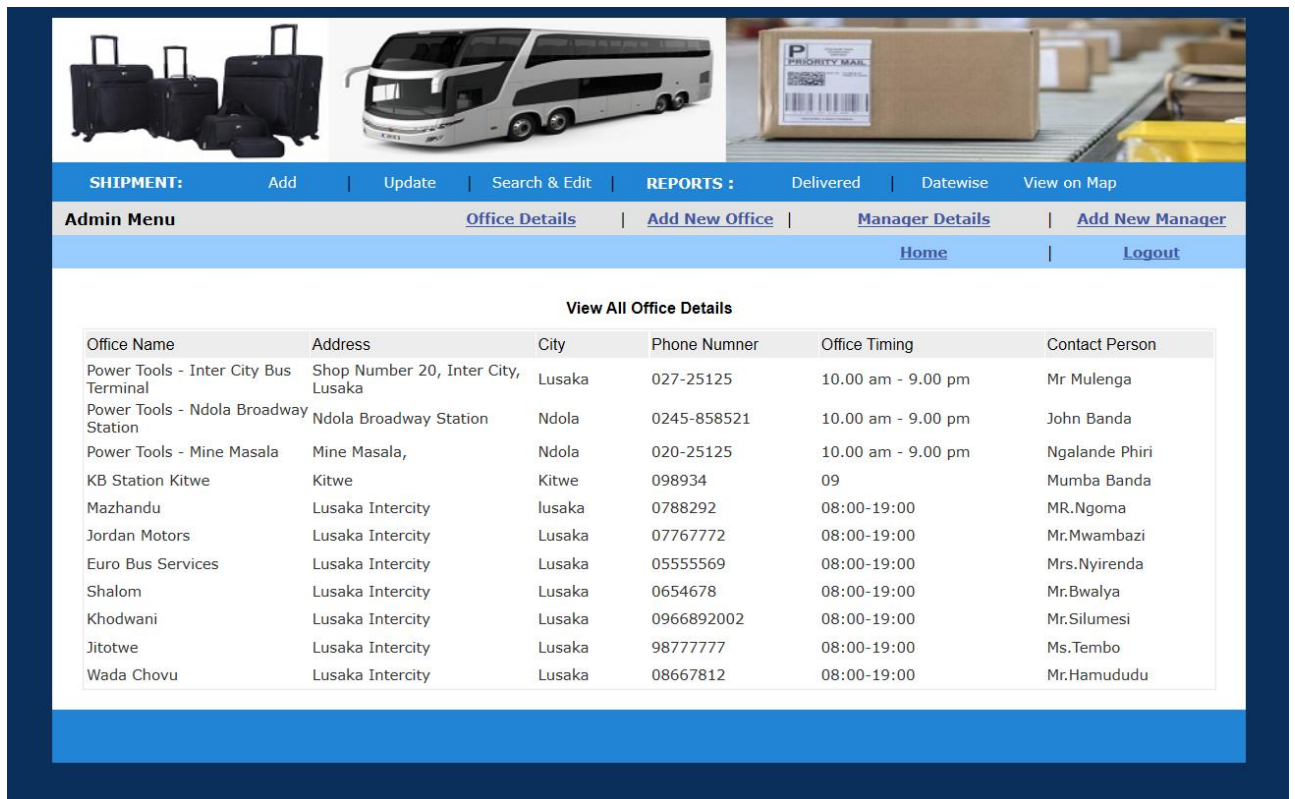 P
PRIORITY MAIL
SHIPMENT: Add | Update | Search & Edit | REPORTS : Delivered | Datewise View on Map
Admin Menu Office Details | Add New Office | Manager Details | Add New Manager
Home | Logout
View All Office Details
Office Name Address City Phone Numner Office Timing Contact Person
Power Tools - Inter City Bus Terminal Shop Number 20, Inter City, Lusaka Lusaka 027-25125 10.00 am - 9.00 pm Mr Mulenga
Power Tools - Ndola Broadway Station Ndola Broadway Station Ndola 0245-858521 10.00 am - 9.00 pm John Banda
Power Tools - Mine Masala Mine Masala, Ndola 020-25125 10.00 am - 9.00 pm Ngalande Phiri
KB Station Kitwe Kitwe Kitwe 098934 09 Mumba Banda
Mazhandu Lusaka Intercity lusaka 0788292 08:00-19:00 MR.Ngoma
Jordan Motors Lusaka Intercity Lusaka 07767772 08:00-19:00 Mr.Mwambazi
Euro Bus Services Lusaka Intercity Lusaka 05555569 08:00-19:00 Mrs.Nyirenda
Shalom Lusaka Intercity Lusaka 0654678 08:00-19:00 Mr.Bwalya
Khodwani Lusaka Intercity Lusaka 0966892002 08:00-19:00 Mr.Silumesi
Jitotwe Lusaka Intercity Lusaka 98777777 08:00-19:00 Ms.Tembo
Wada Chovu Lusaka Intercity Lusaka 08667812 08:00-19:00 Mr.Hamududu